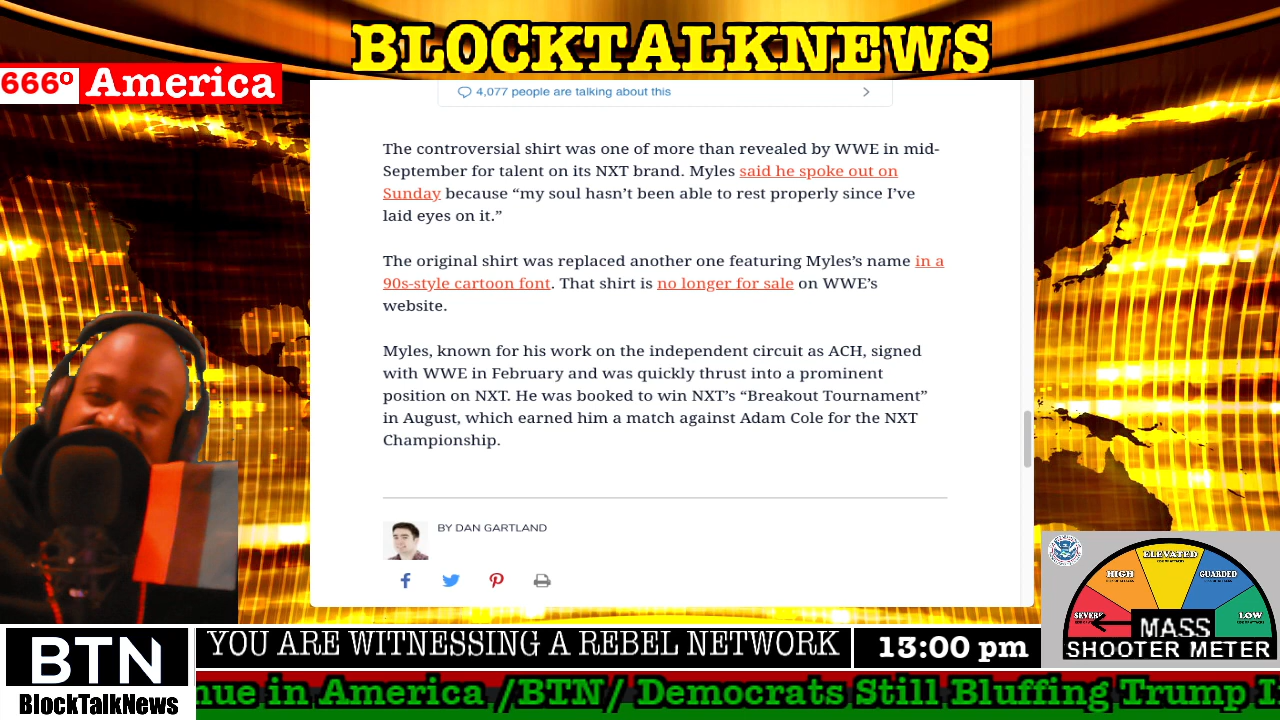 BLOCKTALKNEWS
666º America
4,077 people are talking about this
The controversial shirt was one of more than revealed by WWE in mid-
September for talent on its NXT brand. Myles said he spoke out on
Sunday because “my soul hasn’t been able to rest properly since I’ve
laid eyes on it.”
The original shirt was replaced another one featuring Myles’s name in a
90s-style cartoon font. That shirt is no longer for sale on WWE’s
website.
Myles, known for his work on the independent circuit as ACH, signed
with WWE in February and was quickly thrust into a prominent
position on NXT. He was booked to win NXT’s “Breakout Tournament”
in August, which earned him a match against Adam Cole for the NXT
Championship.
BY DAN GARTLAND
ELEVATED
HIGH
GUARDED
SEVERE
LOW
MASS
SHOOTER METER
BTN
BlockTalkNews
YOU ARE WITNESSING A REBEL NETWORK
13:00 pm
nue in America /BTN/ Democrats Still Bluffing Trump I